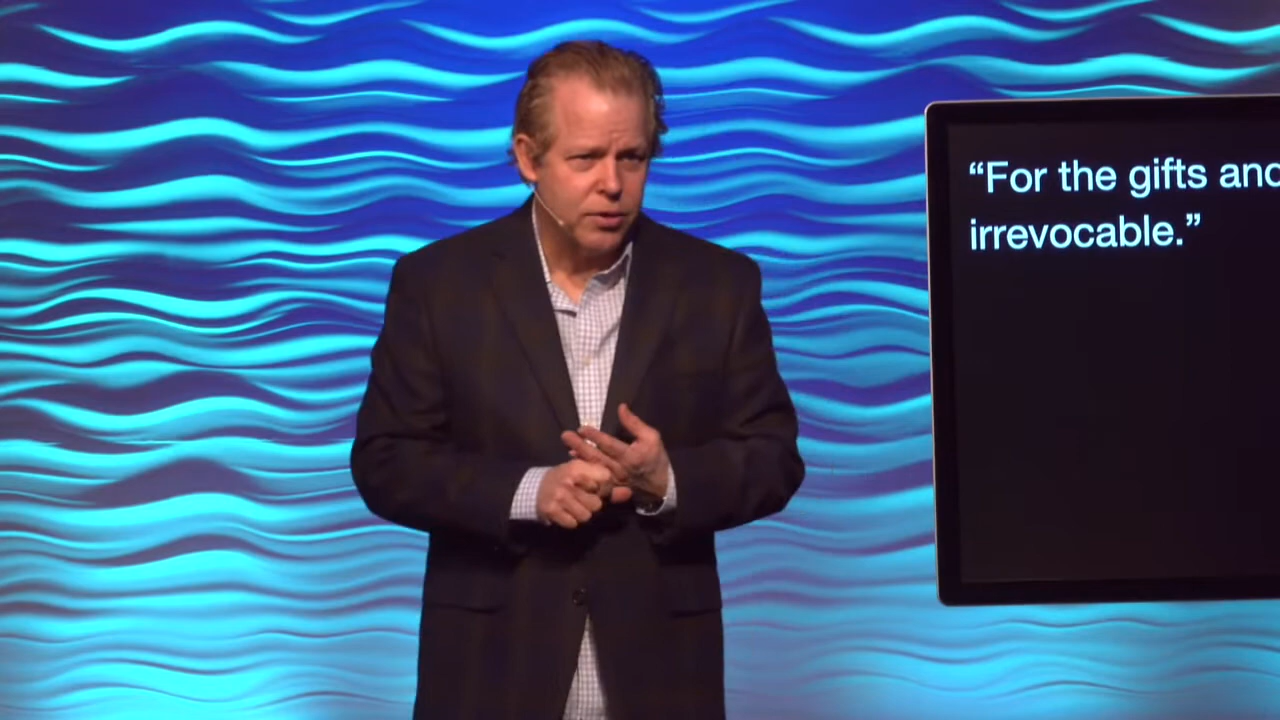 “For the gifts and
irrevocable.”